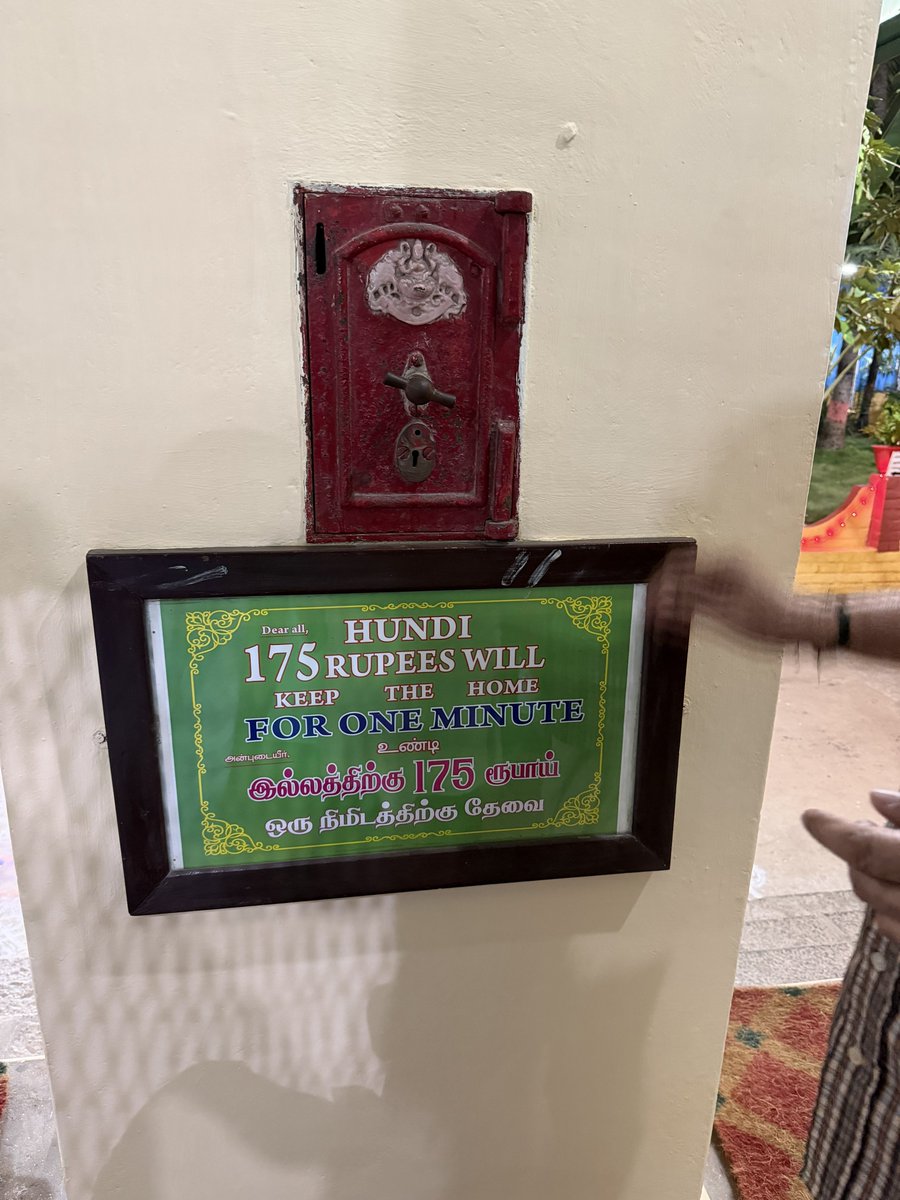 Dear all,
HUNDI
175 RUPEES WILL
KEEP THE HOME
FOR ONE MINUTE
உண்டி
அன்புடையீர்.
இல்லத்திற்கு 175 ரூபாய்
ஒரு நிமிடத்திற்கு தேவை